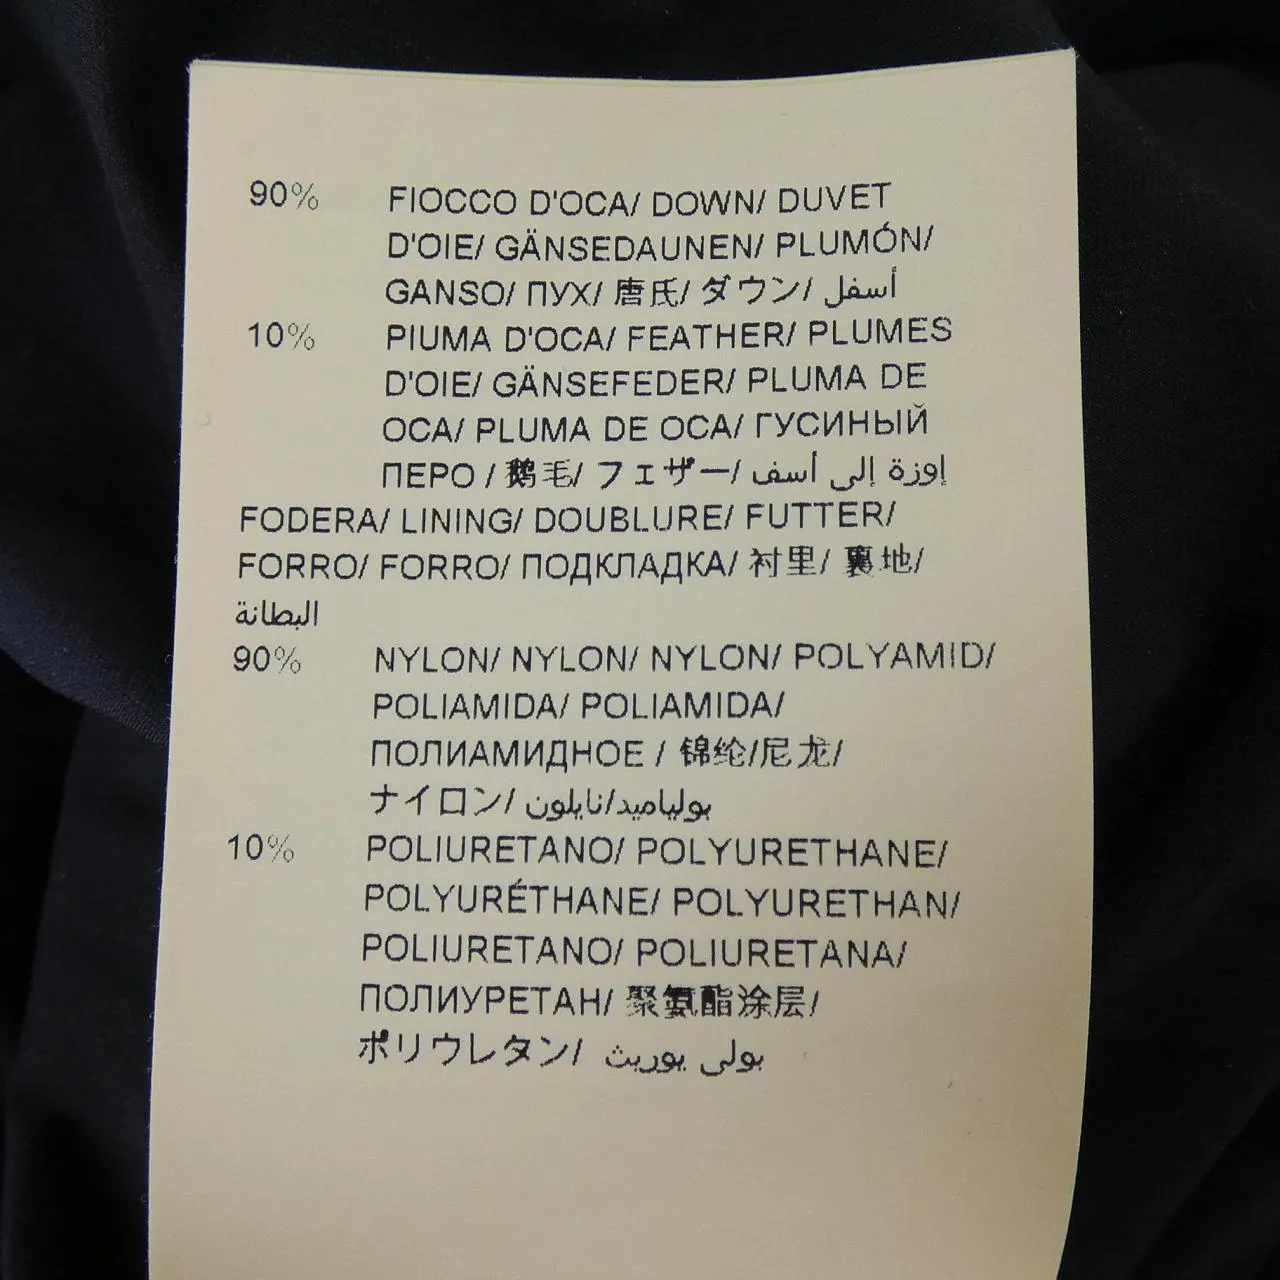 90% FIOCCO D'OCA/ DOWN/ DUVET
D'OIE/ GÄNSEDAUNEN/ PLUMÓN/
GANSO/ ПУХ/ 唐氏/ ダウン/ أسفل
10% PIUMA D'OCA/ FEATHER/ PLUMES
D'OIE/ GÄNSEFEDER/ PLUMA DE
OCA/ PLUMA DE OCA/ ГУСИНЫЙ
ПЕРО / 鹅毛/ フェザー/ إوزة إلى أسف
FODERA/ LINING/ DOUBLURE/ FUTTER/
FORRO/ FORRO/ ПОДКЛАДКА/ 衬里/ 裏地/
البطانة
90% NYLON/ NYLON/ NYLON/ POLYAMID/
POLIAMIDA/ POLIAMIDA/
ПОЛИАМИДНОЕ / 锦纶/尼龙/
ナイロン/ بولياميد/نايلون
10% POLIURETANO/ POLYURETHANE/
POLYURÉTHANE/ POLYURETHAN/
POLIURETANO/ POLIURETANA/
ПОЛИУРЕТАН/ 聚氨酯涂层/
ポリウレタン/ بولي يوريث